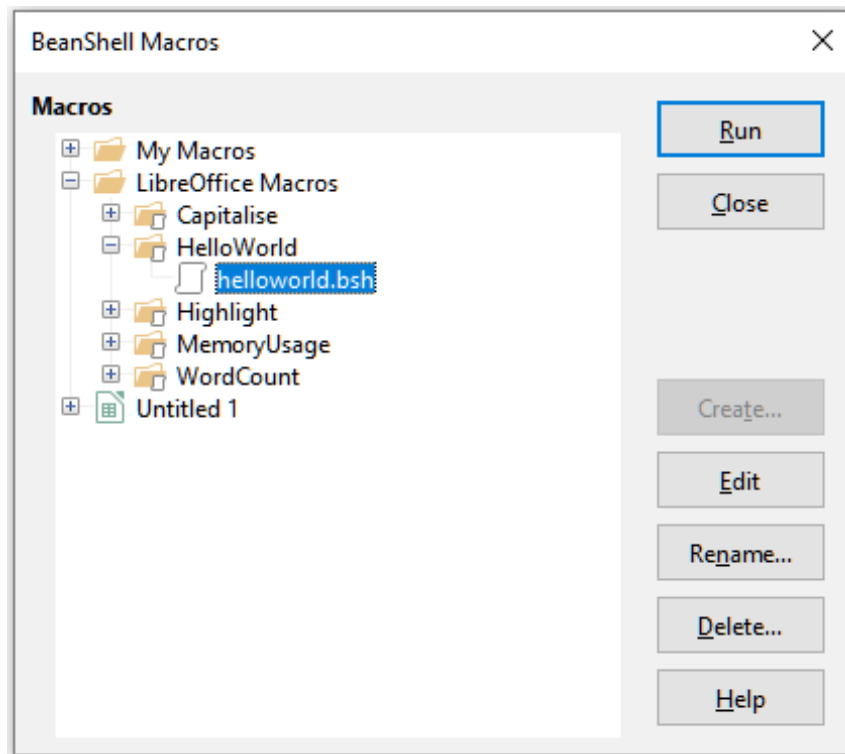 BeanShell Macros
Macros
My Macros
LibreOffice Macros
Capitalise
HelloWorld
helloworld.bsh
Highlight
MemoryUsage
WordCount
Untitled 1
Run
Close
Create...
Edit
Rename...
Delete...
Help